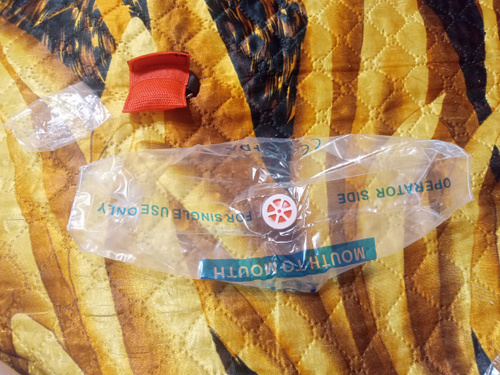 OPERATOR SIDE
FOR SINGLE USE ONLY
MOUTH TO MOUTH